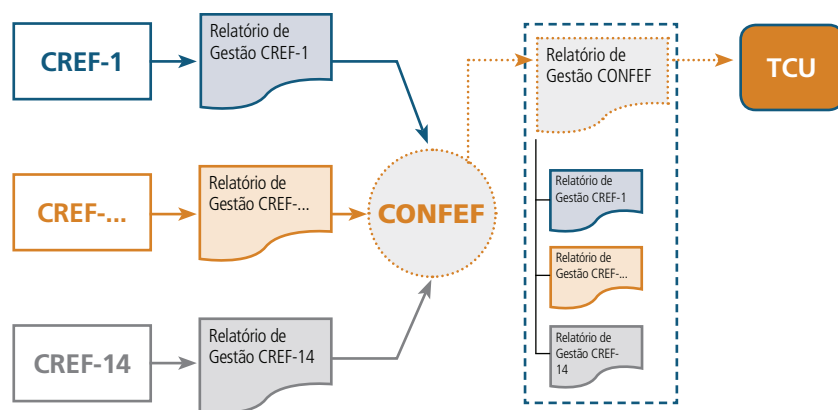 CREF-1
Relatório de
Gestão CREF-1
CREF-...
Relatório de
Gestão CREF-...
CREF-14
Relatório de
Gestão CREF-14
CONFEF
Relatório de
Gestão CONFEF
Relatório de
Gestão CREF-1
Relatório de
Gestão CREF-...
Relatório de
Gestão CREF-
14
TCU